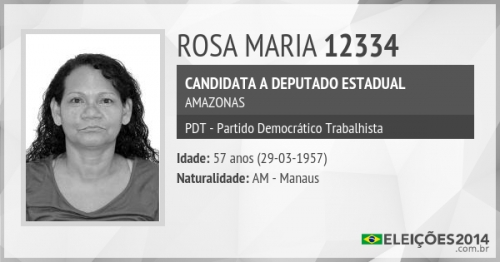 ROSA MARIA 12334
CANDIDATA A DEPUTADO ESTADUAL
AMAZONAS
PDT - Partido Democrático Trabalhista
Idade: 57 anos (29-03-1957)
Naturalidade: AM - Manaus
ELEIÇÕES2014
.com.br